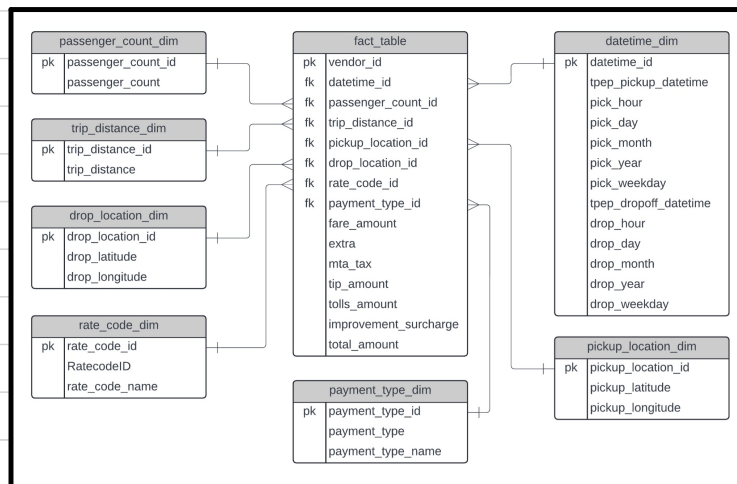 passenger_count_dim
pk passenger_count_id
passenger_count
trip_distance_dim
pk trip_distance_id
trip_distance
drop_location_dim
pk drop_location_id
drop_latitude
drop_longitude
rate_code_dim
pk rate_code_id
RatecodeID
rate_code_name
fact_table
pk vendor_id
fk datetime_id
fk passenger_count_id
fk trip_distance_id
fk pickup_location_id
fk drop_location_id
fk rate_code_id
fk payment_type_id
fare_amount
extra
mta_tax
tip_amount
tolls_amount
improvement_surcharge
total_amount
payment_type_dim
pk payment_type_id
payment_type
payment_type_name
datetime_dim
pk datetime_id
tpep_pickup_datetime
pick_hour
pick_day
pick_month
pick_year
pick_weekday
tpep_dropoff_datetime
drop_hour
drop_day
drop_month
drop_year
drop_weekday
pickup_location_dim
pk pickup_location_id
pickup_latitude
pickup_longitude